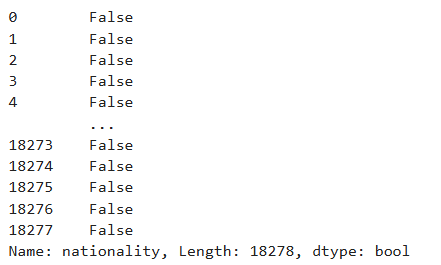 0        False
1        False
2        False
3        False
4        False
         ...
18273    False
18274    False
18275    False
18276    False
18277    False
Name: nationality, Length: 18278, dtype: bool